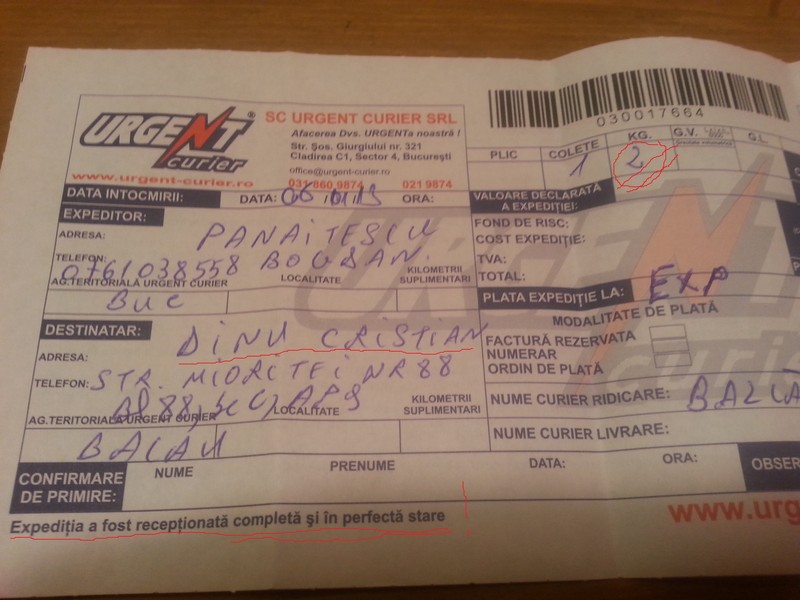 URGENT® curier
SC URGENT CURIER SRL
Afacerea Dvs. URGENTa noastră !
Str. Şos. Giurgiului nr. 321
Cladirea C1, Sector 4, Bucureşti
office@urgent-curier.ro
www.urgent-curier.ro
031 860 9874 021 9874
030017664
PLIC COLETE KG. G.V. G.L.
1 2
DATA INTOCMIRII: DATA: 06/01/13 ORA:
VALOARE DECLARATA A EXPEDIŢIEI:
EXPEDITOR:
ADRESA: PANAITESCU
TELEFON: 0761038558 BOGDAN.
AG.TERITORIALA URGENT CURIER LOCALITATE KILOMETRII SUPLIMENTARI
BUC
FOND DE RISC:
COST EXPEDIŢIE:
TVA:
TOTAL:
PLATA EXPEDIŢIE LA: EXP
MODALITATE DE PLATĂ
FACTURĂ REZERVATA
NUMERAR
ORDIN DE PLATĂ
DESTINATAR: DINU CRISTIAN
ADRESA:
TELEFON: STR. MIORITEI NR 88
AG.TERITORIALA URGENT CURIER LOCALITATE KILOMETRII SUPLIMENTARI
BACAU
NUME CURIER RIDICARE:
NUME CURIER LIVRARE:
CONFIRMARE DE PRIMIRE: NUME PRENUME DATA: ORA: OBSER
Expediţia a fost recepţionată completă şi în perfectă stare
www.urg